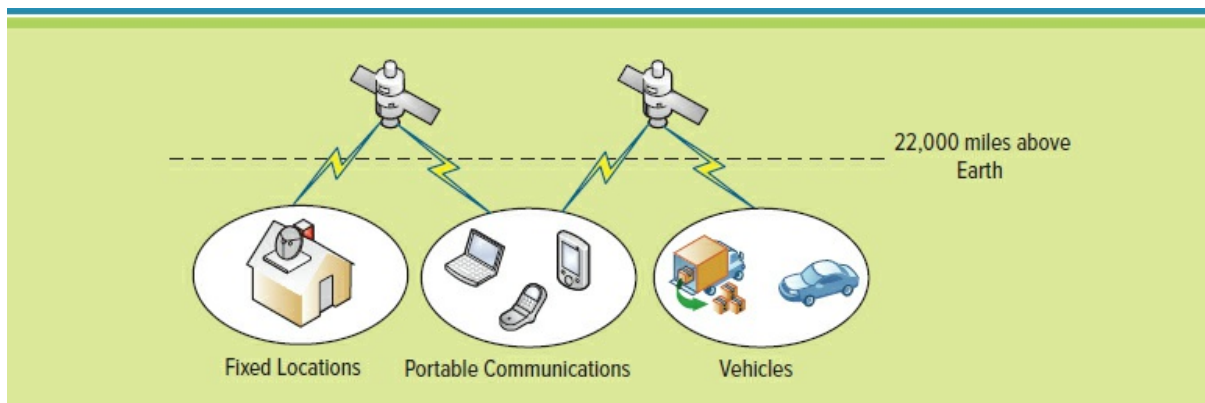 22,000 miles above
Earth
Fixed Locations
Portable Communications
Vehicles